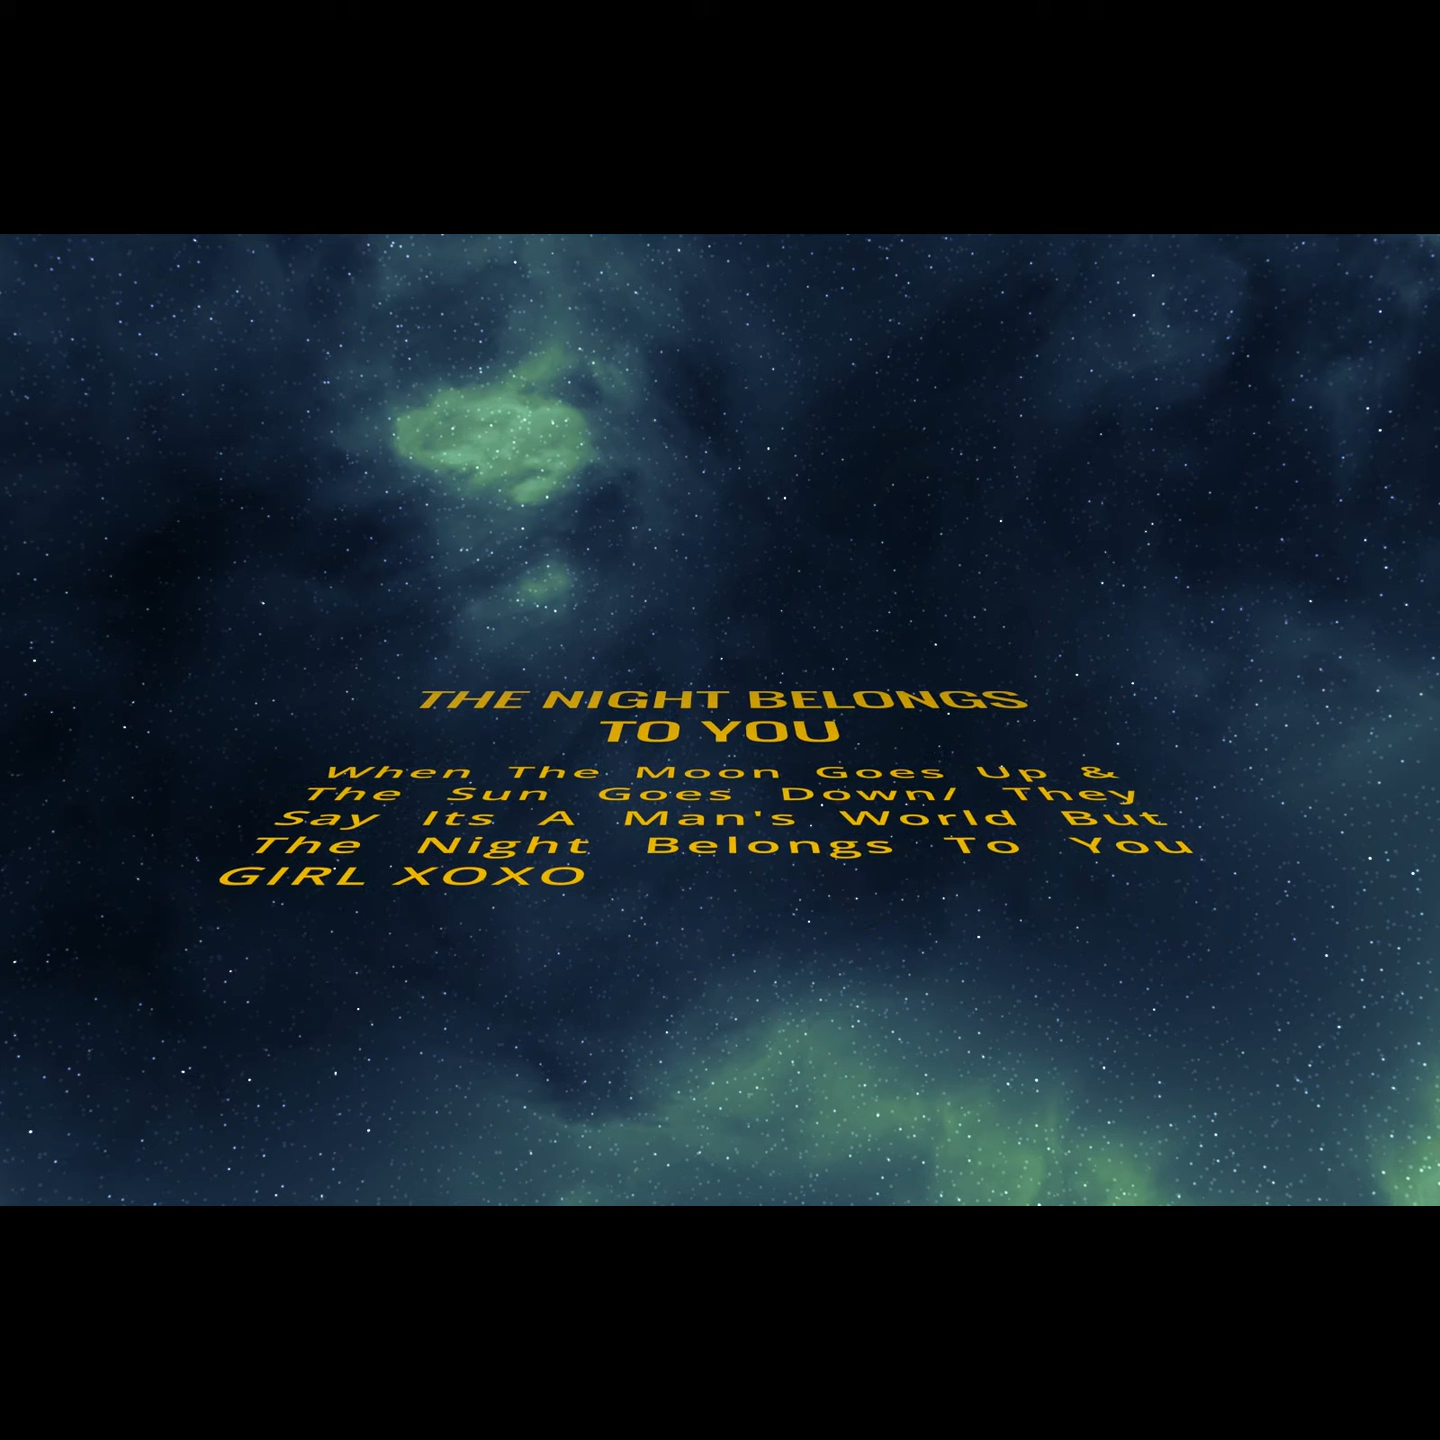 THE NIGHT BELONGS
TO YOU
When The Moon Goes Up &
The Sun Goes Down/ They
Say Its A Man's World But
The Night Belongs To You
GIRL XOXO